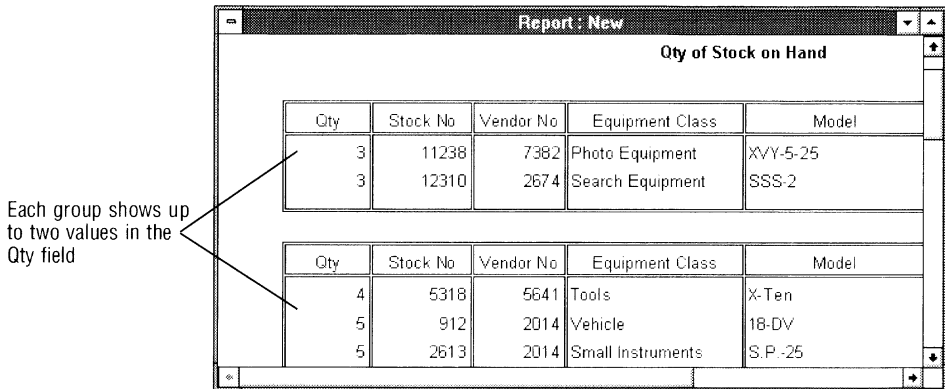 Report : New
Qty of Stock on Hand
Qty Stock No Vendor No Equipment Class Model
3 11238 7382 Photo Equipment XVY-5-25
3 12310 2674 Search Equipment SSS-2
Each group shows up
to two values in the
Qty field
Qty Stock No Vendor No Equipment Class Model
4 5318 5641 Tools X-Ten
5 912 2014 Vehicle 18-DV
5 2613 2014 Small Instruments S.P.-25